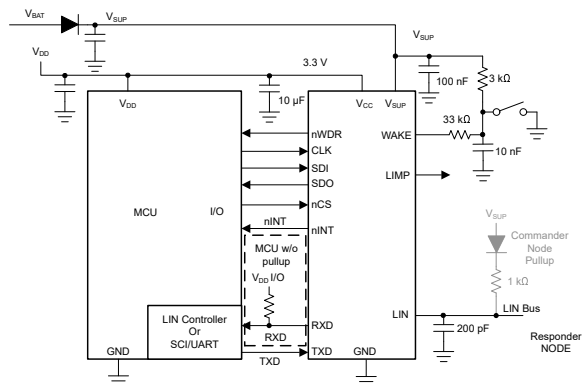 VBAT
VSUP
VSUP
VDD
3.3 V
100 nF
3 kΩ
10 µF
VDD
VCC
VSUP
33 kΩ
nWDR
WAKE
CLK
10 nF
SDI
SDO
LIMP
MCU
I/O
nCS
nINT
nINT
MCU w/o
pullup
VDD I/O
VSUP
Commander
Node
Pullup
1 kΩ
LIN Controller
Or
SCI/UART
RXD
RXD
LIN
LIN Bus
200 pF
Responder
NODE
GND
TXD
TXD
GND